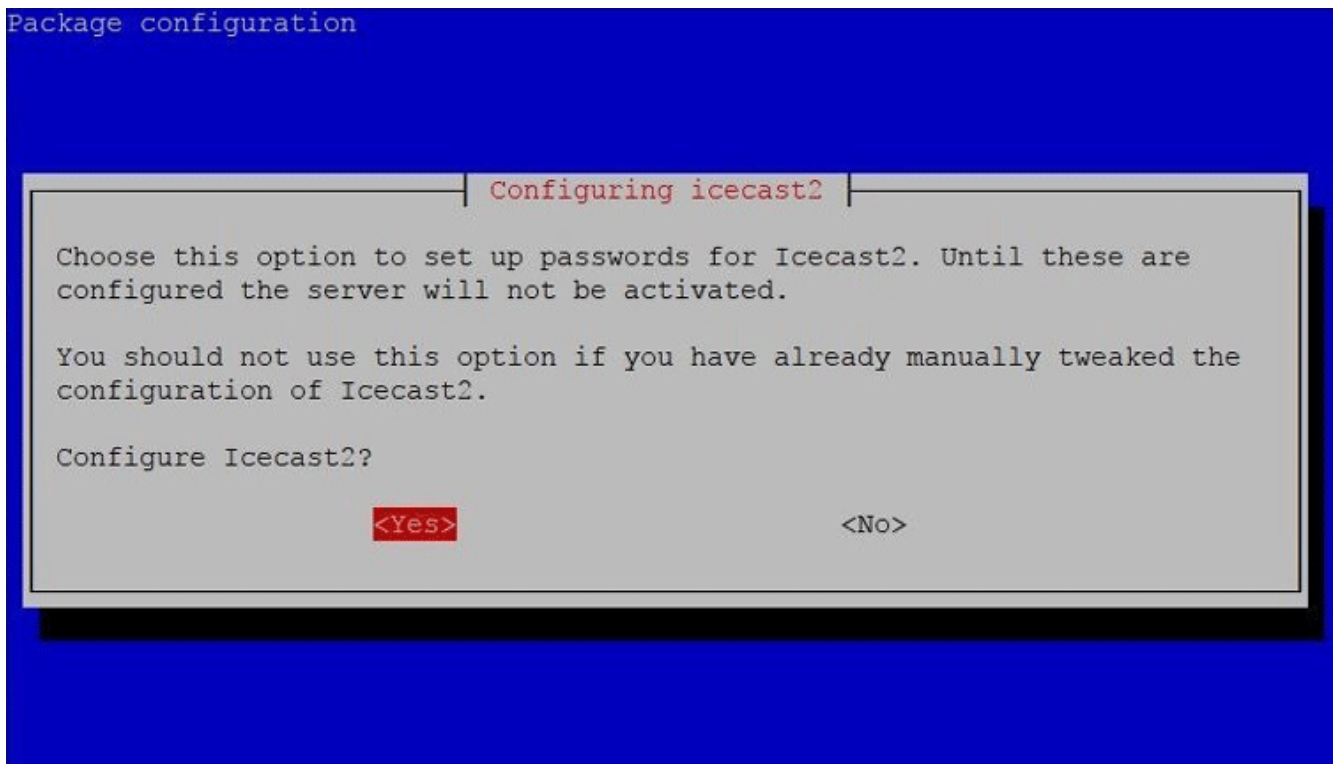 Package configuration
Configuring icecast2
Choose this option to set up passwords for Icecast2. Until these are
configured the server will not be activated.
You should not use this option if you have already manually tweaked the
configuration of Icecast2.
Configure Icecast2?
<Yes> <No>